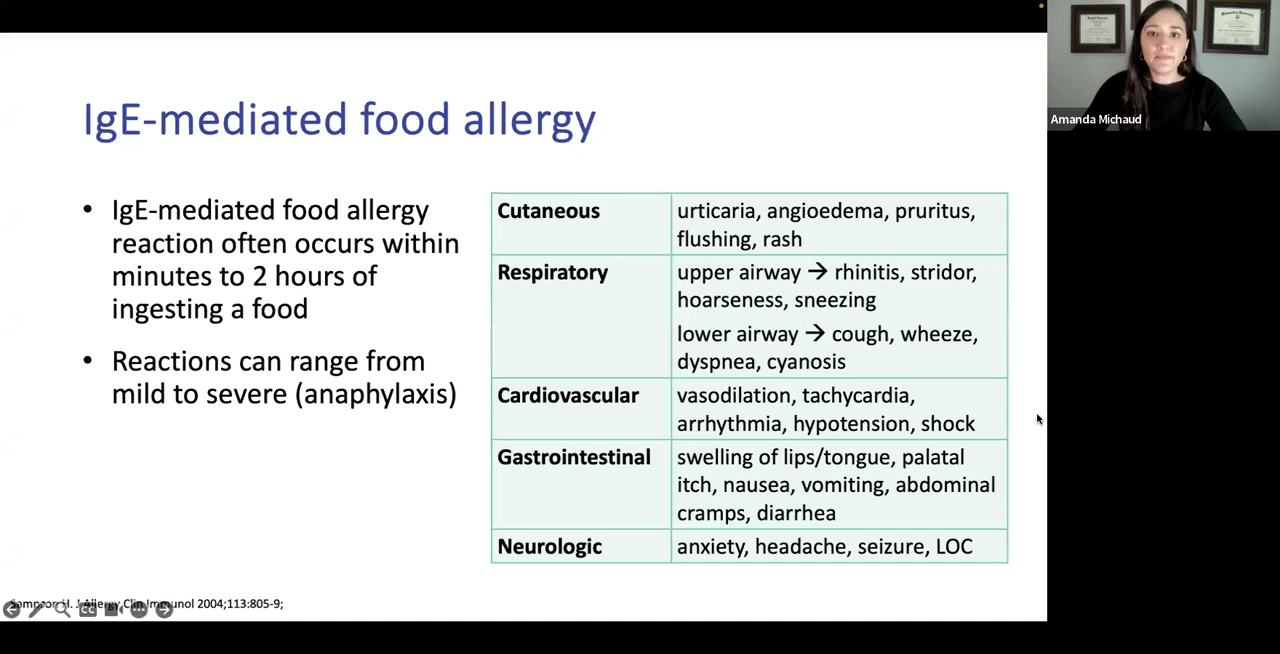 IgE-mediated food allergy
• IgE-mediated food allergy
reaction often occurs within
minutes to 2 hours of
ingesting a food
• Reactions can range from
mild to severe (anaphylaxis)
Cutaneous
urticaria, angioedema, pruritus,
flushing, rash
Respiratory
upper airway → rhinitis, stridor,
hoarseness, sneezing
lower airway → cough, wheeze,
dyspnea, cyanosis
Cardiovascular
vasodilation, tachycardia,
arrhythmia, hypotension, shock
Gastrointestinal
swelling of lips/tongue, palatal
itch, nausea, vomiting, abdominal
cramps, diarrhea
Neurologic
anxiety, headache, seizure, LOC
Sampson H. J Allergy Clin Immunol 2004;113:805-9;
CC
Amanda Michaud